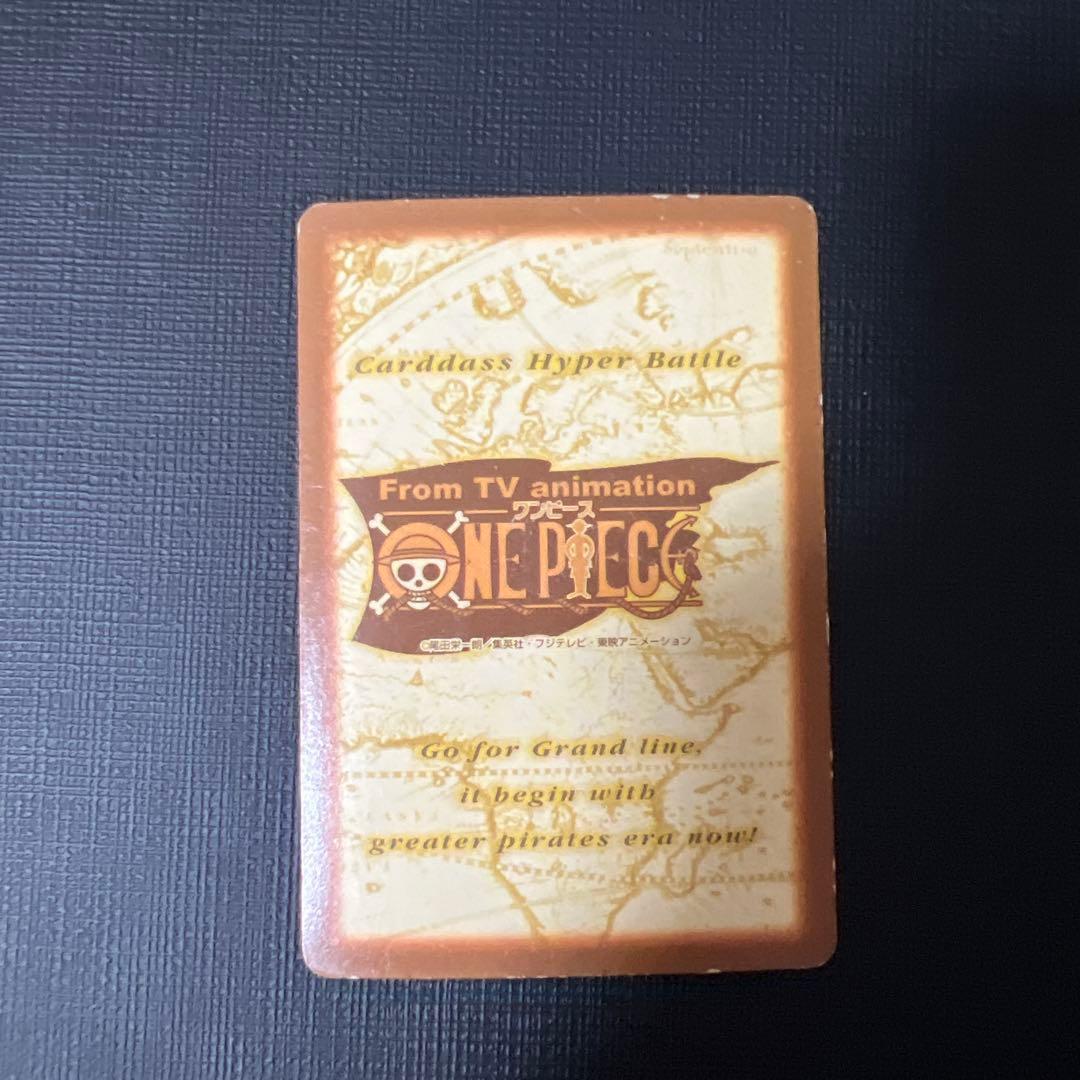 Carddass Hyper Battle
From TV animation
ワンピース
ONE PIECE
©尾田栄一郎/集英社・フジテレビ・東映アニメーション
Go for Grand line,
it begin with
greater pirates era now!